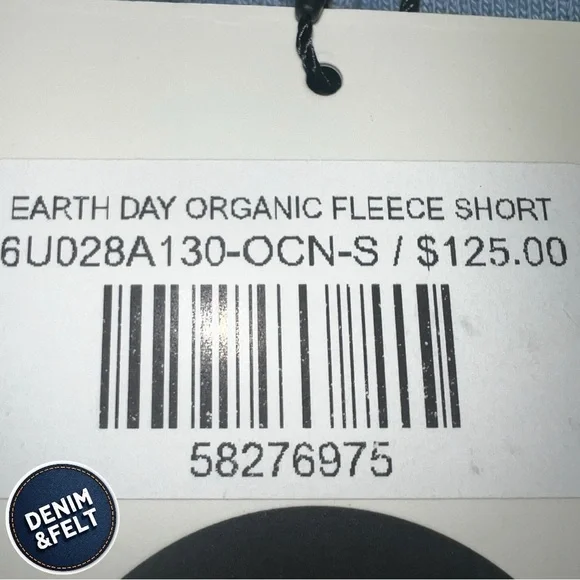 EARTH DAY ORGANIC FLEECE SHORT
6U028A130-OCN-S / $125.00
58276975
DENIM
&FELT